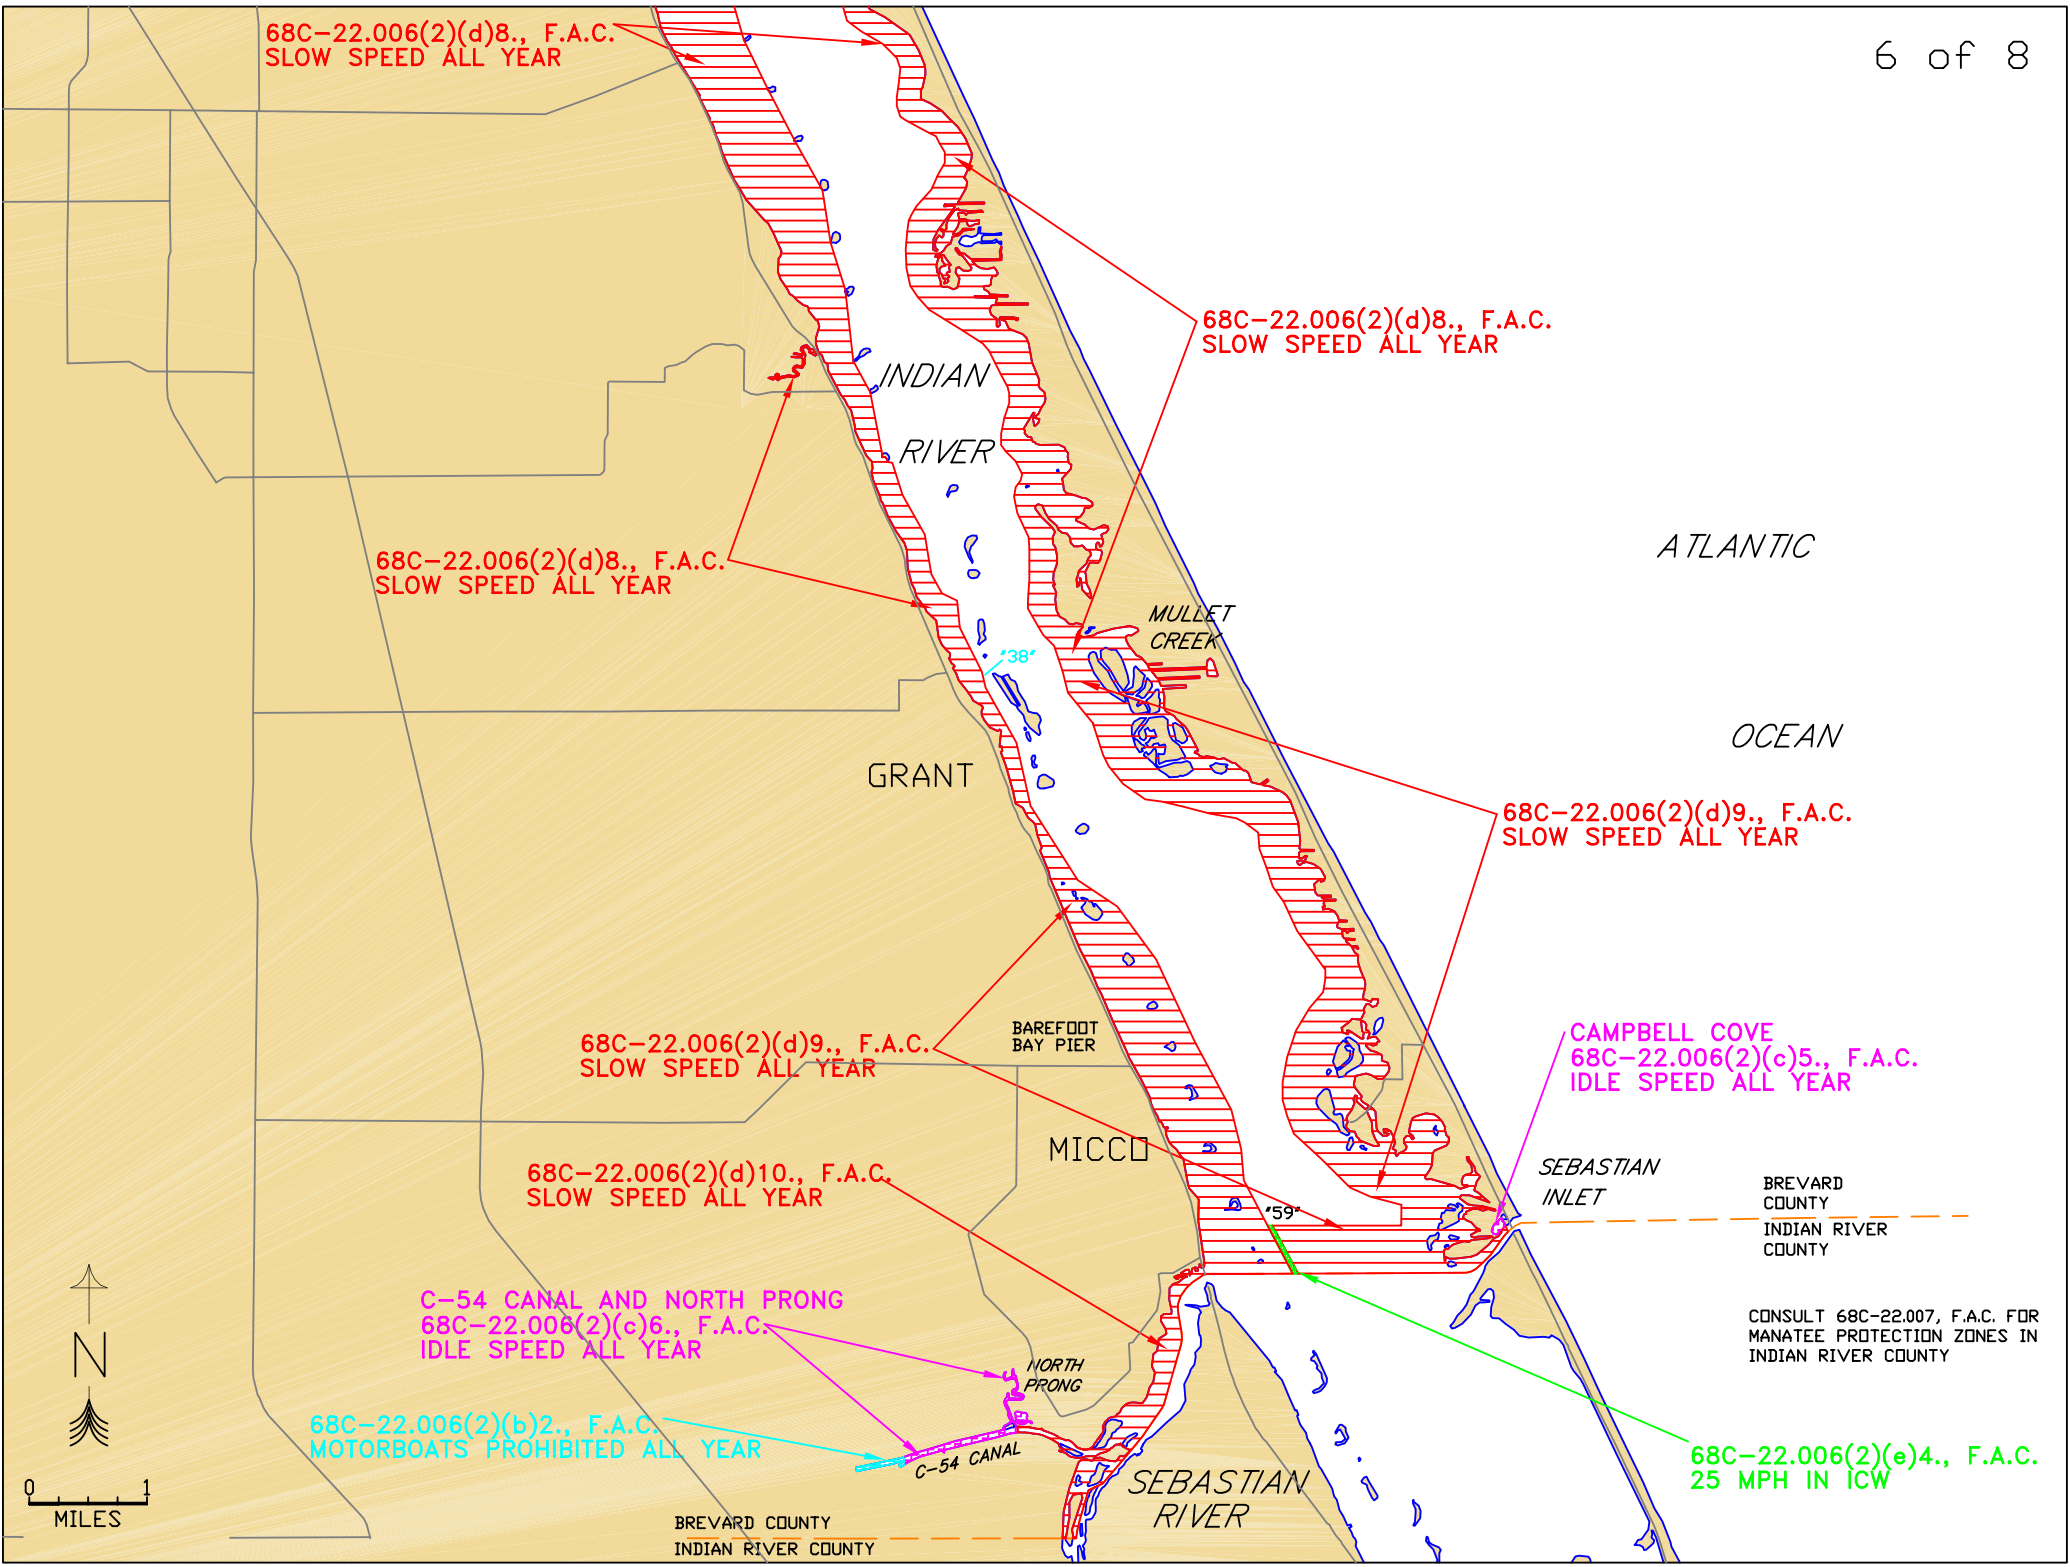 68C-22.006(2)(d)8., F.A.C.
SLOW SPEED ALL YEAR
6 of 8
68C-22.006(2)(d)8., F.A.C.
SLOW SPEED ALL YEAR
INDIAN
RIVER
ATLANTIC
OCEAN
68C-22.006(2)(d)8., F.A.C.
SLOW SPEED ALL YEAR
MULLET
CREEK
"38"
GRANT
68C-22.006(2)(d)9., F.A.C.
SLOW SPEED ALL YEAR
BAREFOOT
BAY PIER
68C-22.006(2)(d)9., F.A.C.
SLOW SPEED ALL YEAR
CAMPBELL COVE
68C-22.006(2)(c)5., F.A.C.
IDLE SPEED ALL YEAR
MICCO
68C-22.006(2)(d)10., F.A.C.
SLOW SPEED ALL YEAR
SEBASTIAN
INLET
"59"
BREVARD
COUNTY
INDIAN RIVER
COUNTY
C-54 CANAL AND NORTH PRONG
68C-22.006(2)(c)6., F.A.C.
IDLE SPEED ALL YEAR
CONSULT 68C-22.007, F.A.C. FOR
MANATEE PROTECTION ZONES IN
INDIAN RIVER COUNTY
N
NORTH
PRONG
68C-22.006(2)(b)2., F.A.C.
MOTORBOATS PROHIBITED ALL YEAR
C-54 CANAL
68C-22.006(2)(e)4., F.A.C.
25 MPH IN ICW
SEBASTIAN
RIVER
0 1
MILES
BREVARD COUNTY
INDIAN RIVER COUNTY